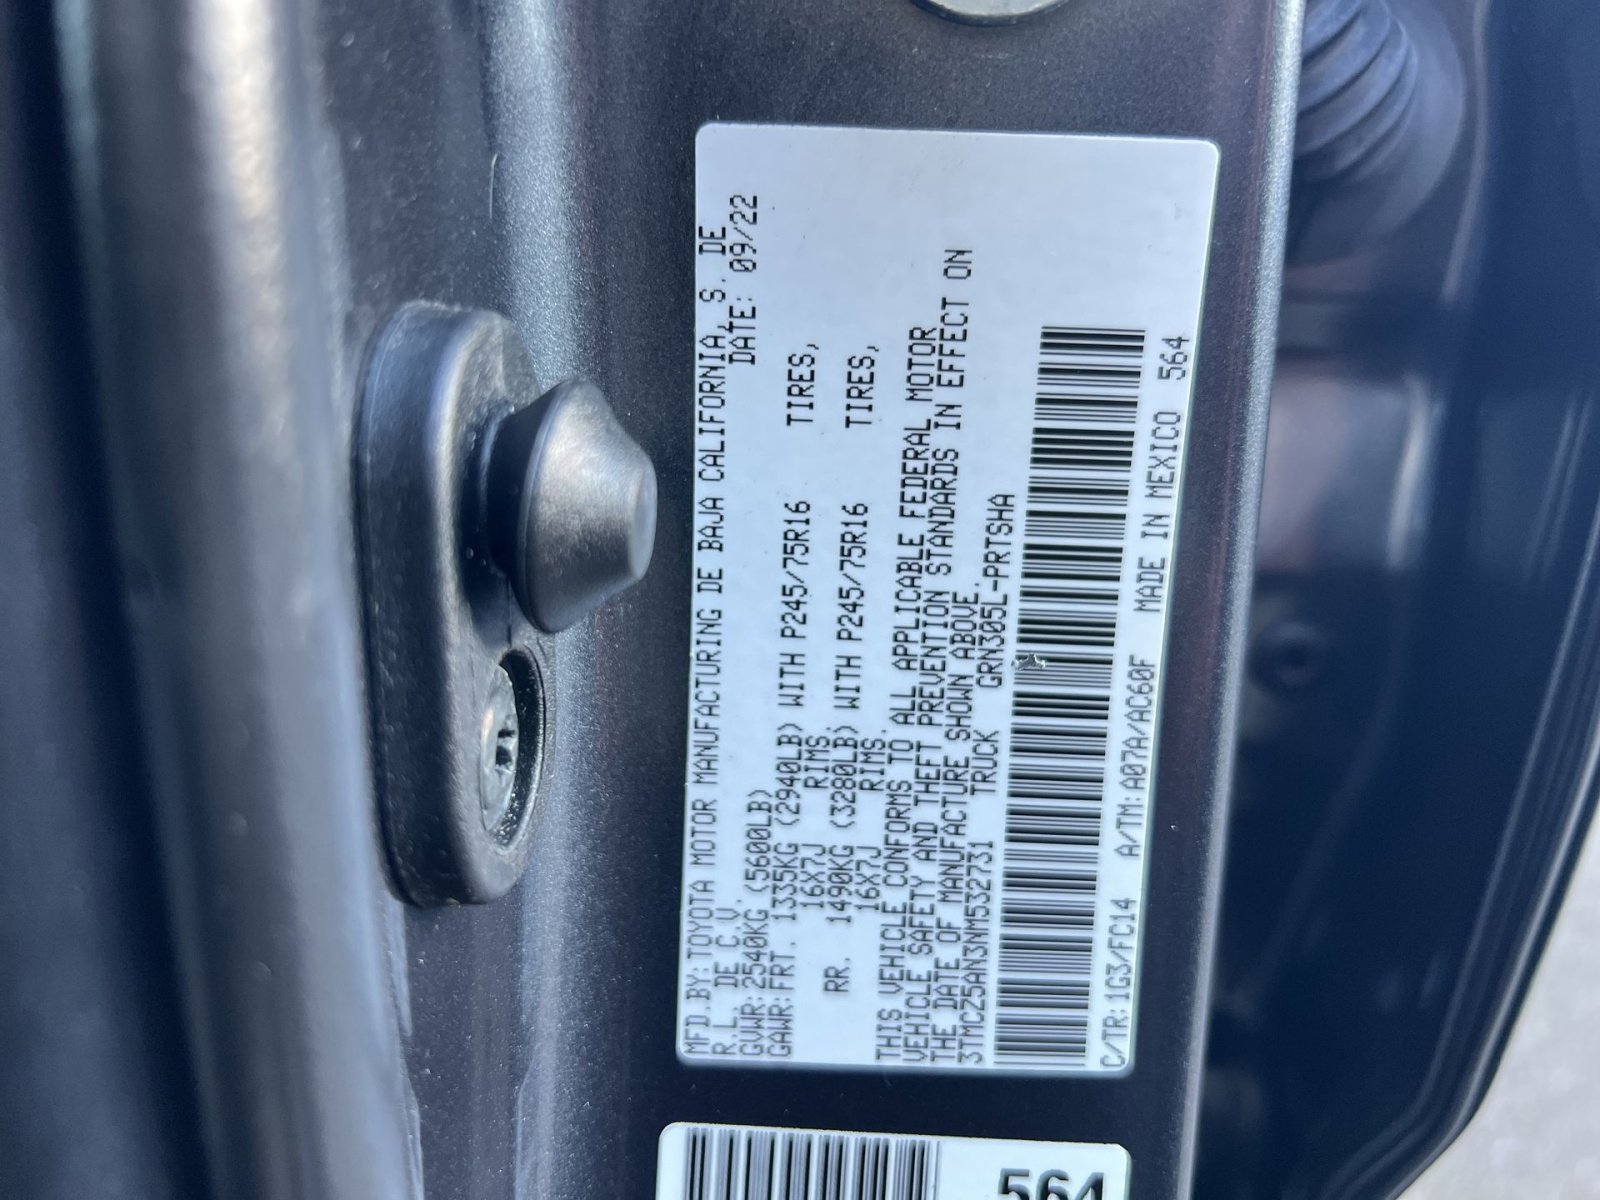 MFD.BY:TOYOTA MOTOR MANUFACTURING DE BAJA CALIFORNIA,S. DE
R.L. DE C.V. DATE: 09/22
GVWR:2540KG (5600LB)
GAWR:FRT. 1335KG (2940LB) WITH P245/75R16 TIRES,
16X7J RIMS.
RR. 1490KG (3280LB) WITH P245/75R16 TIRES,
16X7J RIMS.
THIS VEHICLE CONFORMS TO ALL APPLICABLE FEDERAL MOTOR
VEHICLE SAFETY AND THEFT PREVENTION STANDARDS IN EFFECT ON
THE DATE OF MANUFACTURE SHOWN ABOVE.
3TMCZ5AN3NM532731 TRUCK GRN305L-PRTSHA
C/TR:1G3/FC14 A/TM:A07A/AC60F MADE IN MEXICO 564
564